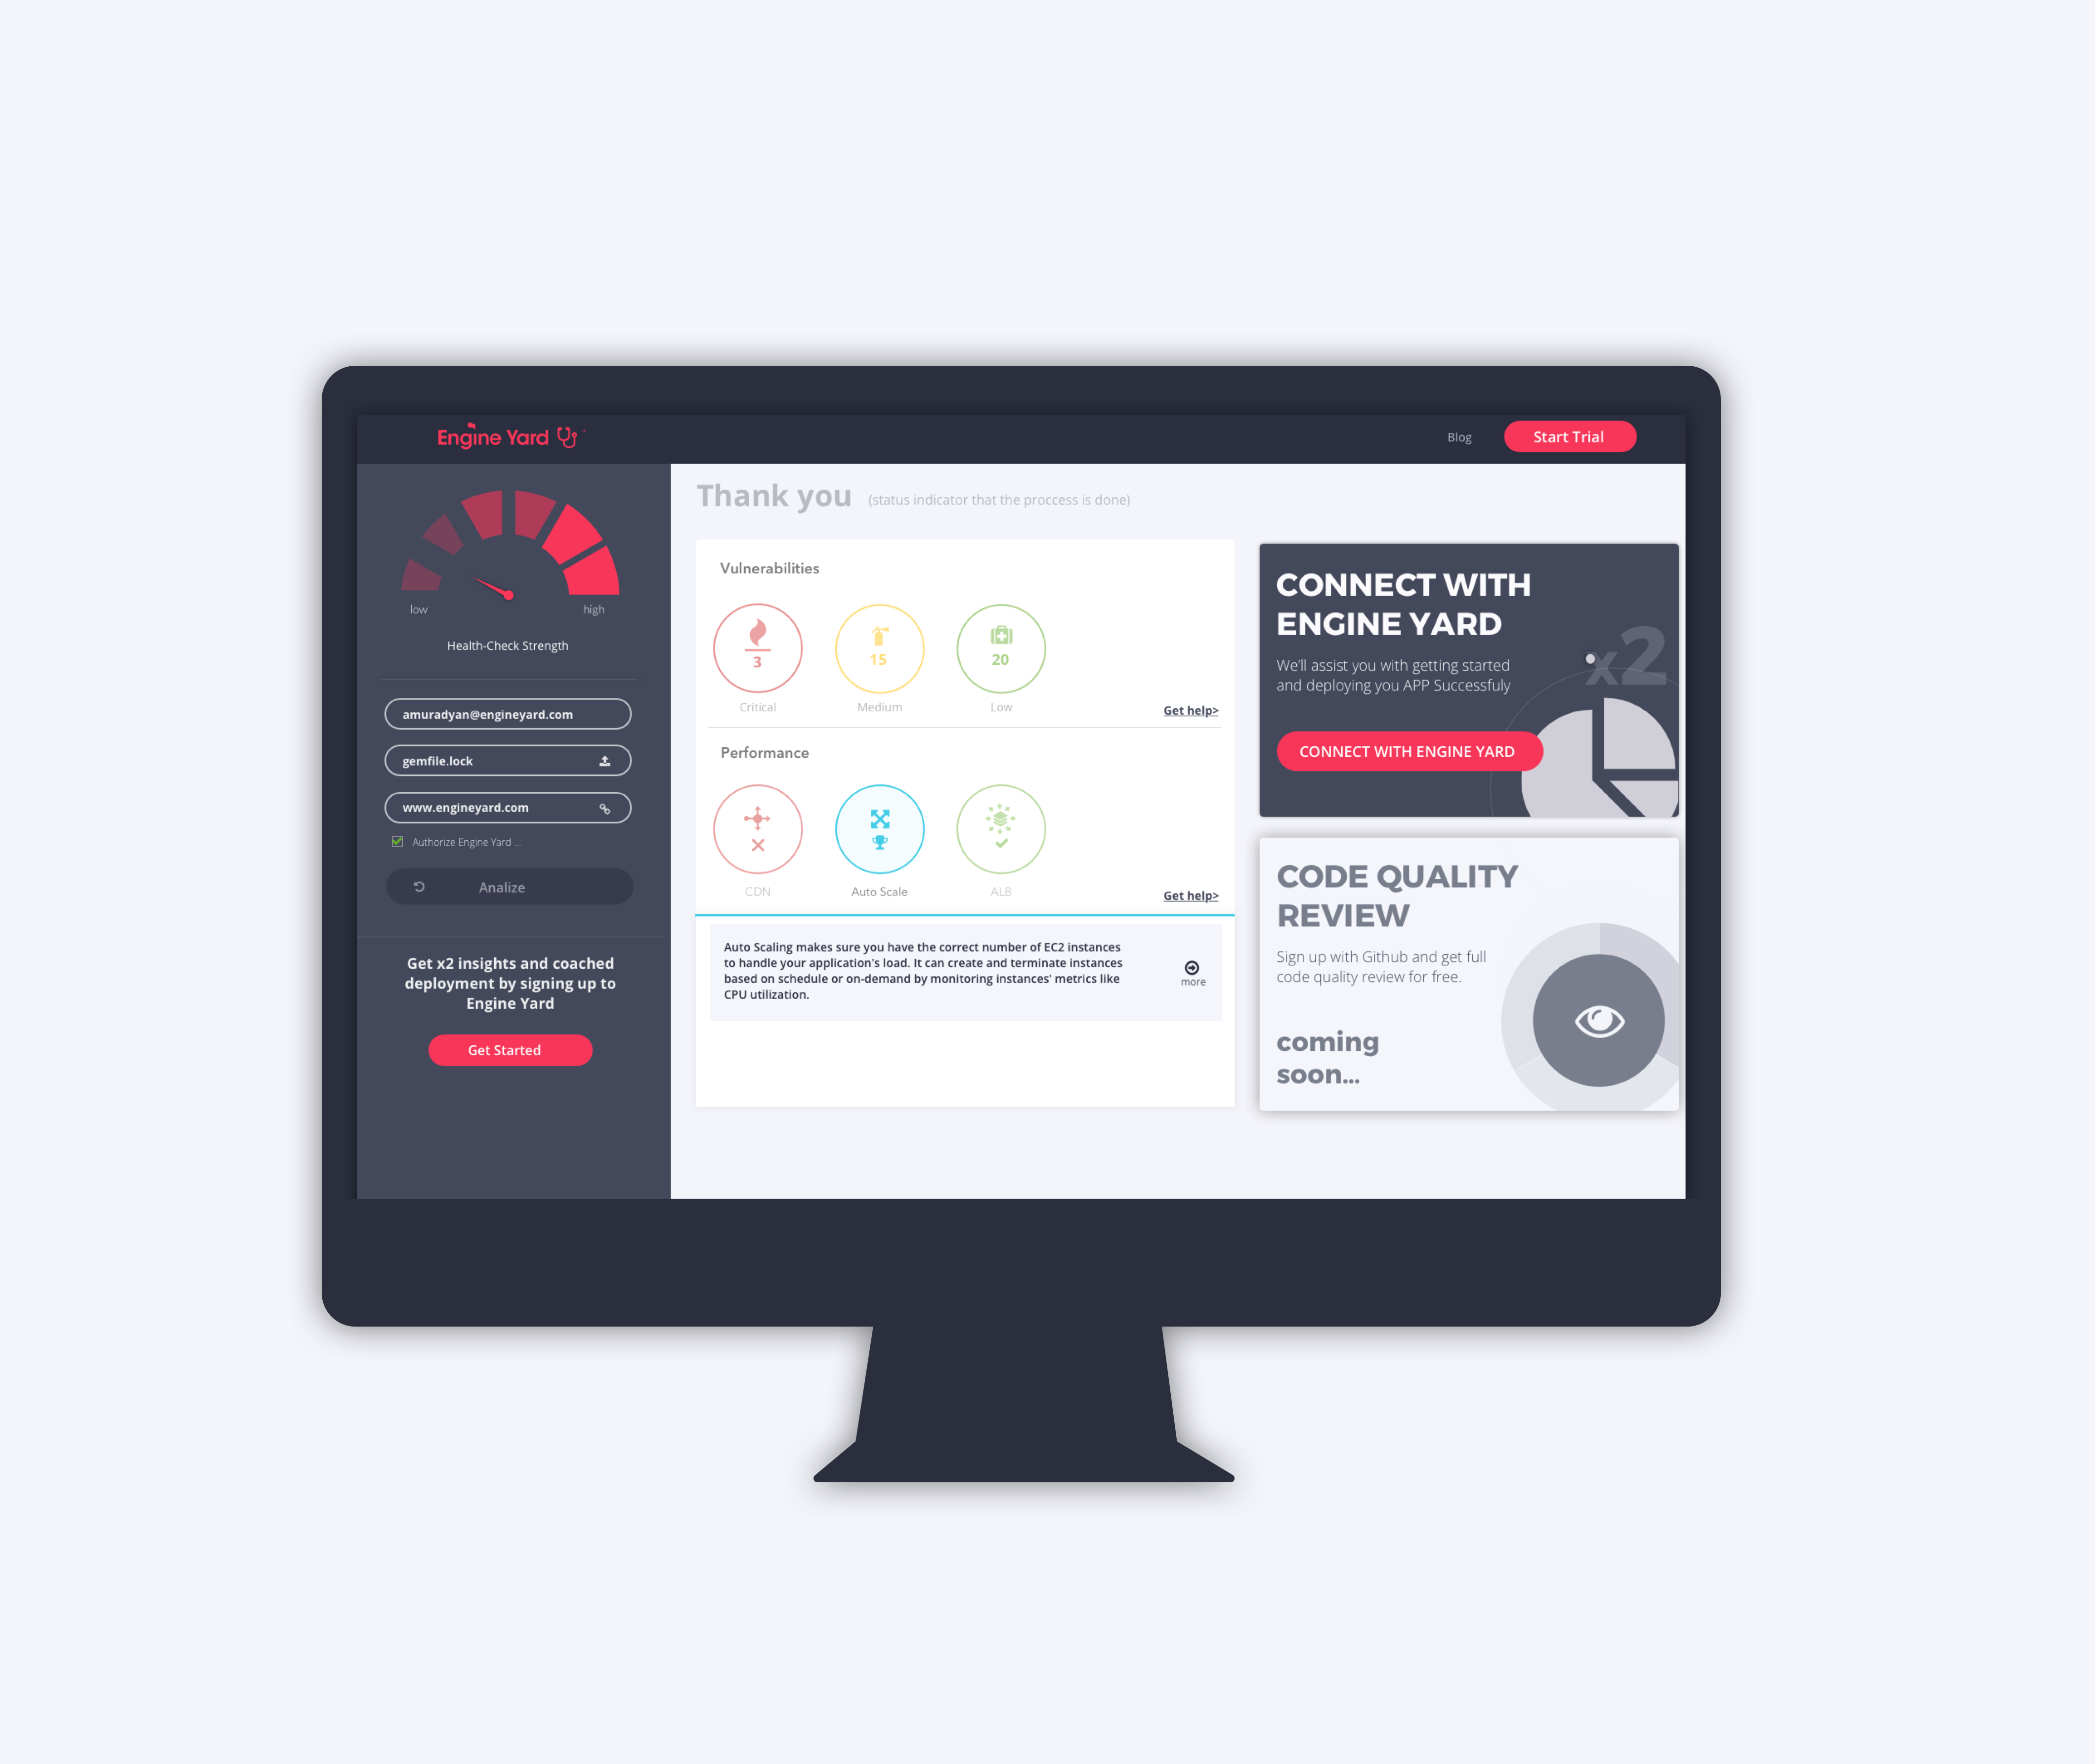 Engine Yard
Blog
Start Trial
low
high
Health-Check Strength
amuradyan@engineyard.com
gemfile.lock
www.engineyard.com
Authorize Engine Yard ...
Analize
Get x2 insights and coached
deployment by signing up to
Engine Yard
Get Started
Thank you (status indicator that the proccess is done)
Vulnerabilities
3
15
20
Critical
Medium
Low
Get help>
Performance
CDN
Auto Scale
ALB
Get help>
Auto Scaling makes sure you have the correct number of EC2 instances
to handle your application's load. It can create and terminate instances
based on schedule or on-demand by monitoring instances' metrics like
CPU utilization.
more
CONNECT WITH
ENGINE YARD
We'll assist you with getting started
and deploying you APP Successfuly
x2
CONNECT WITH ENGINE YARD
CODE QUALITY
REVIEW
Sign up with Github and get full
code quality review for free.
coming
soon...